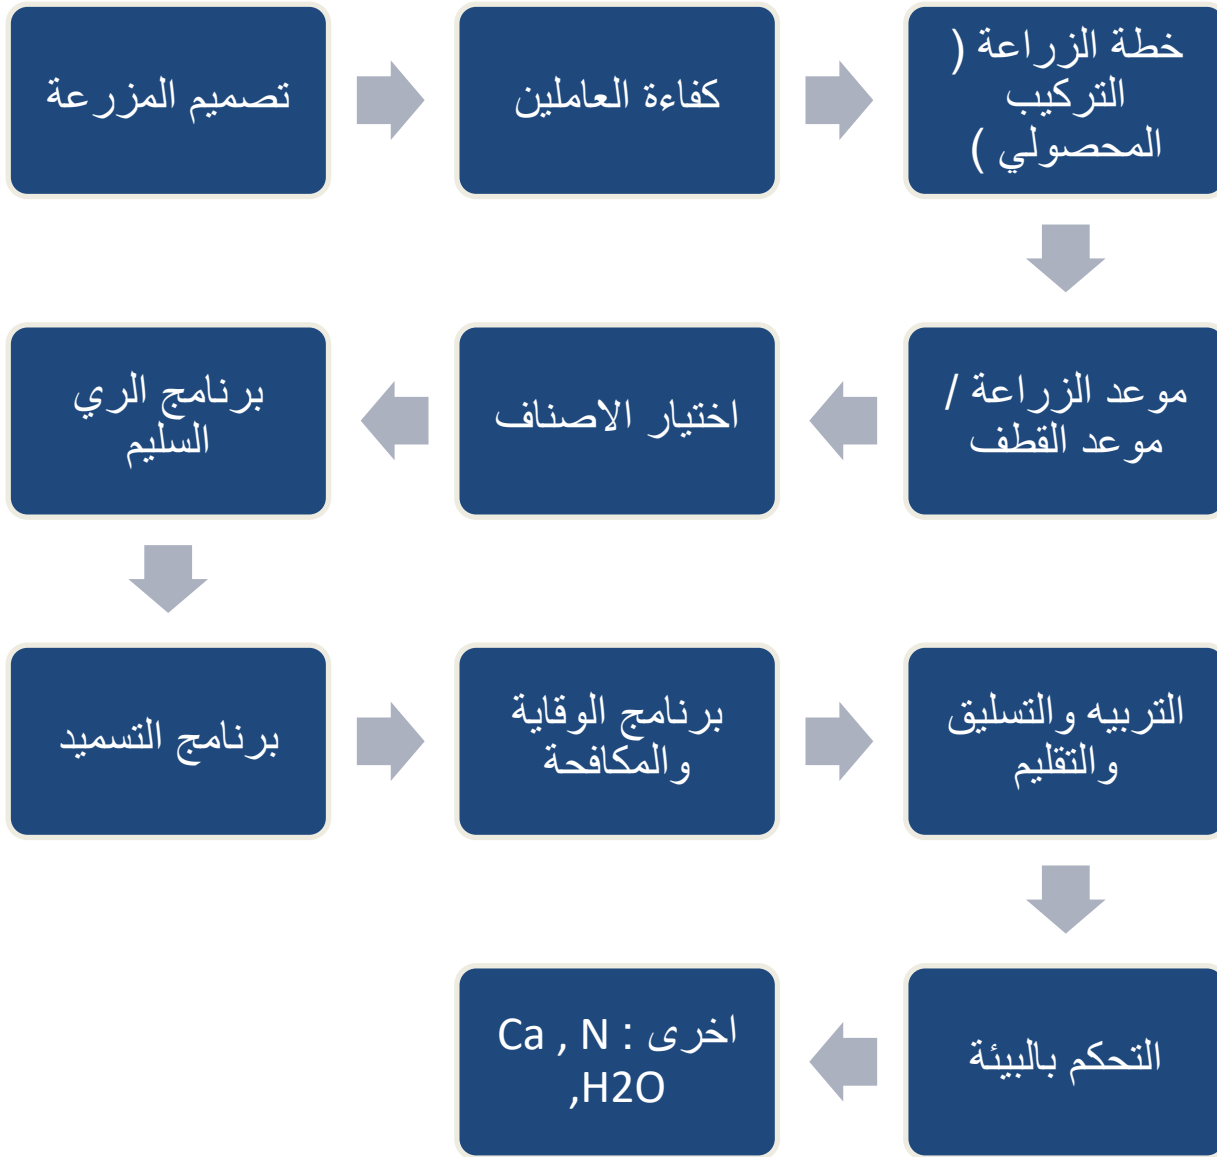 تصميم المزرعة
كفاءة العاملين
خطة الزراعة (
التركيب
المحصولي )
موعد الزراعة /
موعد القطف
اختيار الاصناف
برنامج الري
السليم
برنامج التسميد
برنامج الوقاية
والمكافحة
التربيه والتسليق
والتقليم
التحكم بالبيئة
اخرى : Ca , N
,H2O